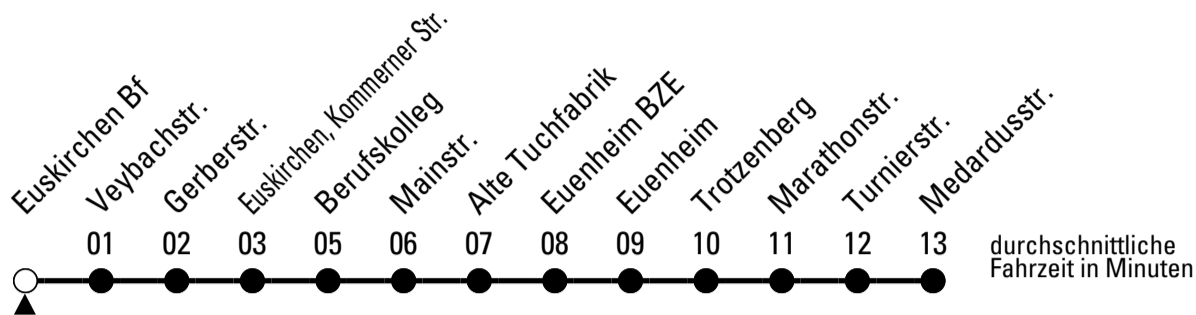 Euskirchen Bf
Veybachstr.
Gerberstr.
Euskirchen, Kommerner Str.
Berufskolleg
Mainstr.
Alte Tuchfabrik
Euenheim BZE
Euenheim
Trotzenberg
Marathonstr.
Turnierstr.
Medardusstr.
01 02 03 05 06 07 08 09 10 11 12 13
durchschnittliche
Fahrzeit in Minuten